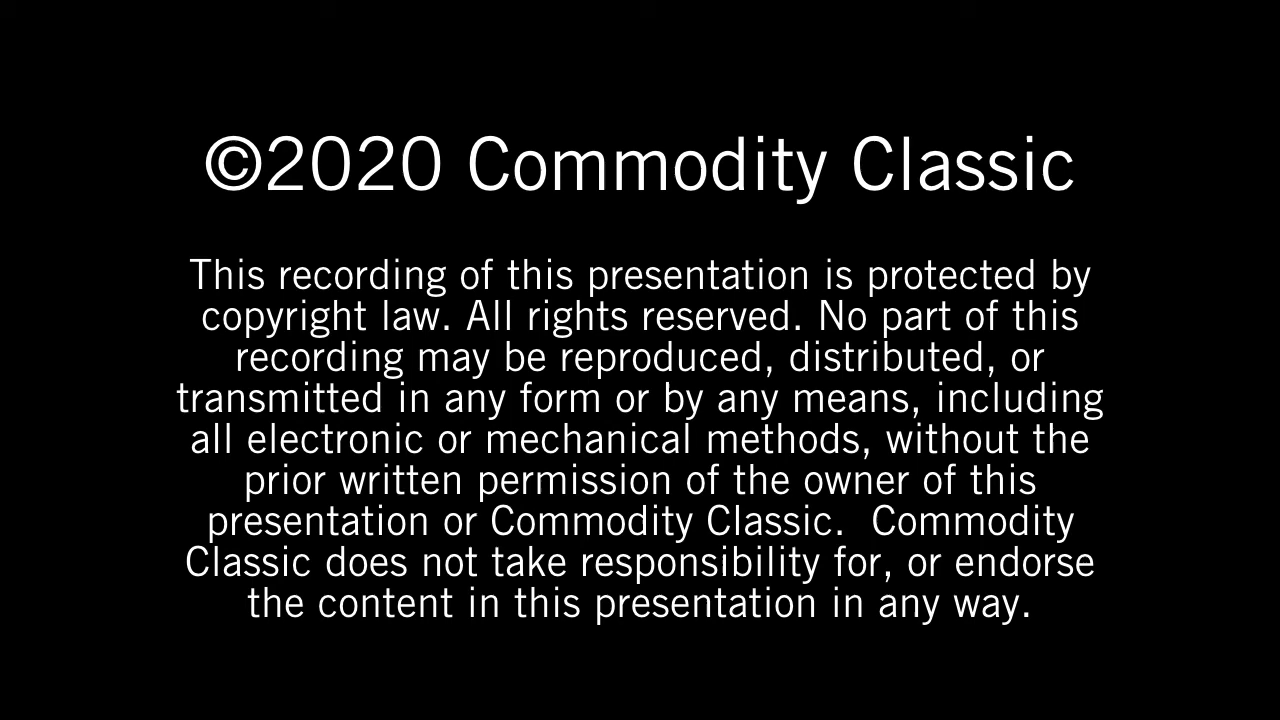 ©2020 Commodity Classic
This recording of this presentation is protected by
copyright law. All rights reserved. No part of this
recording may be reproduced, distributed, or
transmitted in any form or by any means, including
all electronic or mechanical methods, without the
prior written permission of the owner of this
presentation or Commodity Classic.  Commodity
Classic does not take responsibility for, or endorse
the content in this presentation in any way.